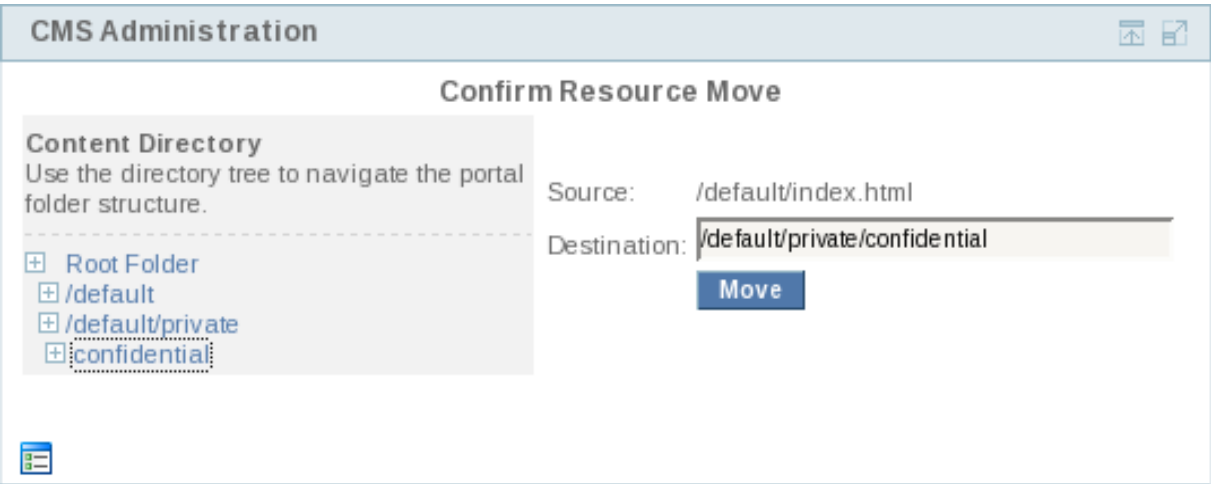 CMS Administration
Confirm Resource Move
Content Directory
Use the directory tree to navigate the portal
folder structure.
Root Folder
/default
/default/private
confidential
Source: /default/index.html
Destination: /default/private/confidential
Move